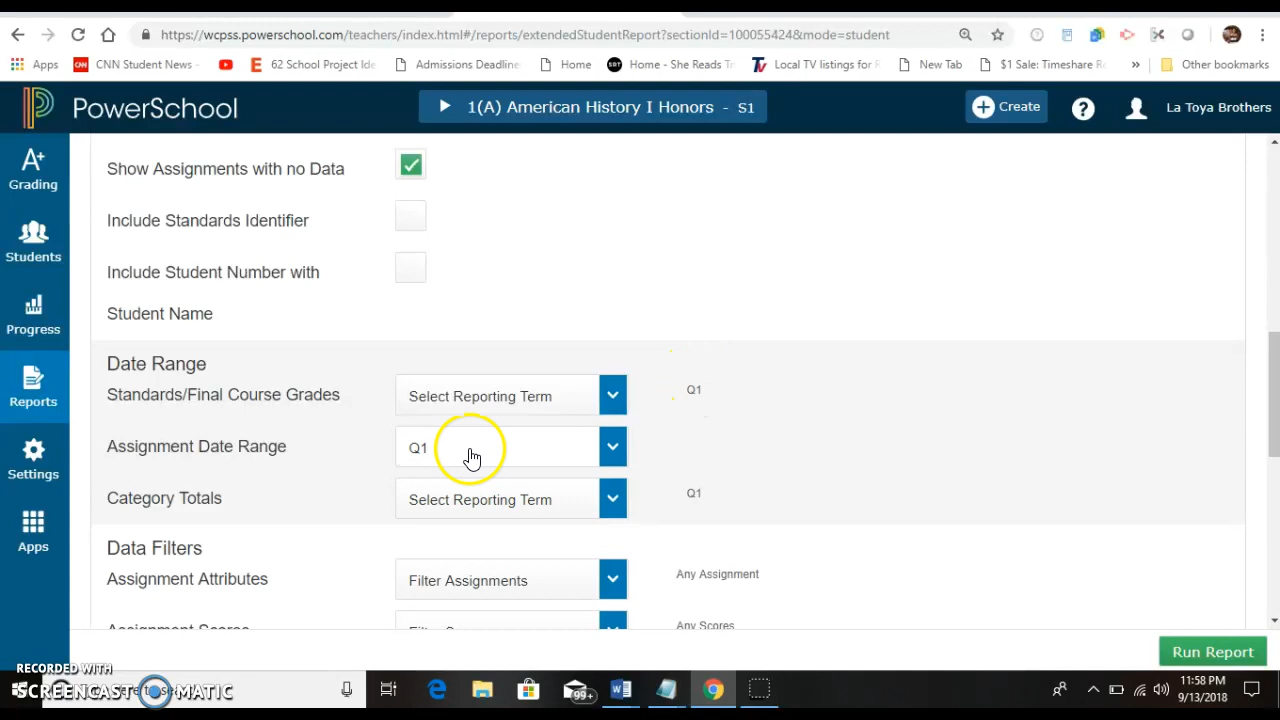 https://wcpss.powerschool.com/teachers/index.html#/reports/extendedStudentReport?sectionId=100055424&mode=student
Apps CNN Student News - 62 School Project Ide Admissions Deadline Home Home - She Reads Tr Local TV listings for R New Tab $1 Sale: Timeshare Re » Other bookmarks
PowerSchool
1(A) American History I Honors - S1
Create
?
La Toya Brothers
A+
Grading
Students
Progress
Reports
Settings
Apps
Show Assignments with no Data
Include Standards Identifier
Include Student Number with
Student Name
Date Range
Standards/Final Course Grades Select Reporting Term Q1
Assignment Date Range Q1
Category Totals Select Reporting Term Q1
Data Filters
Assignment Attributes Filter Assignments Any Assignment
Assignment Scores Any Scores
Run Report
RECORDED WITH
SCREENCAST MATIC
99+
11:58 PM
9/13/2018